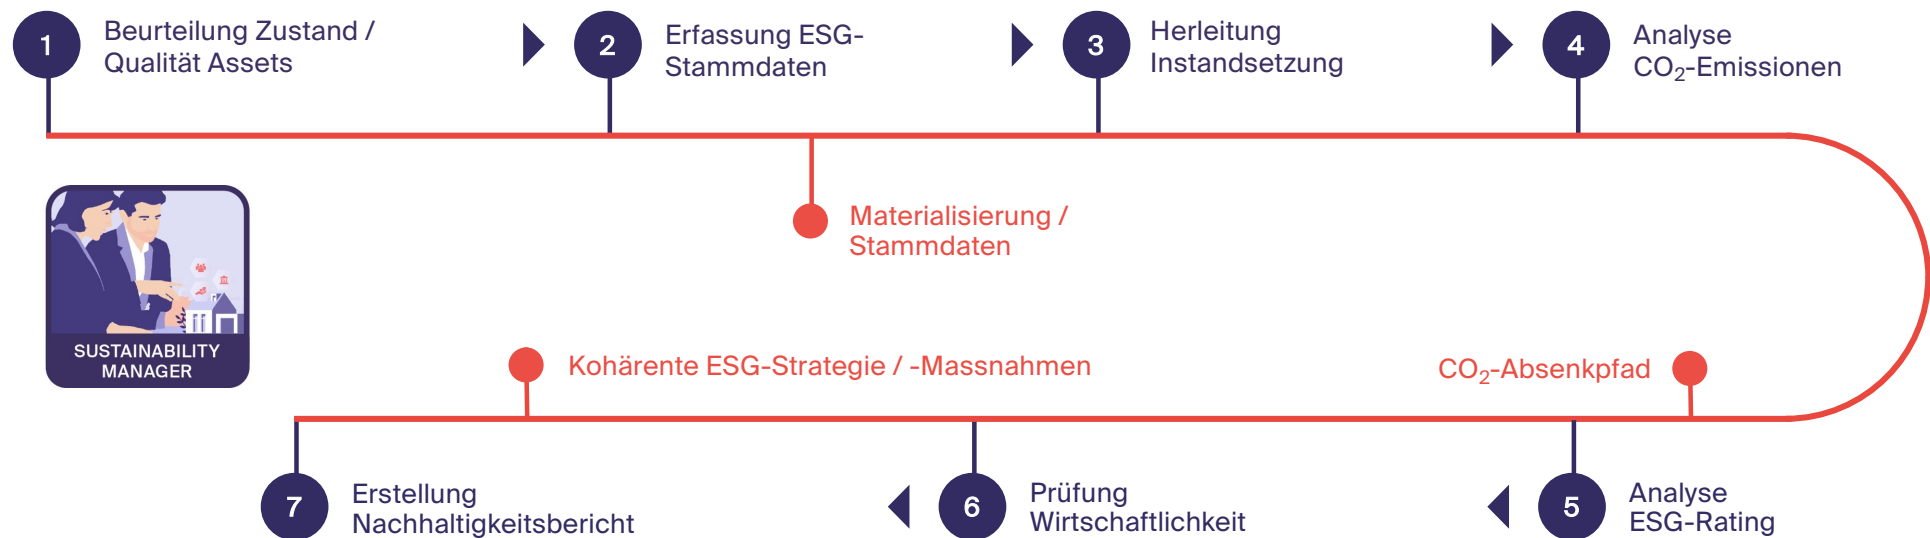 1
Beurteilung Zustand /
Qualität Assets
2
Erfassung ESG-
Stammdaten
3
Herleitung
Instandsetzung
4
Analyse
CO₂-Emissionen
Materialisierung /
Stammdaten
SUSTAINABILITY
MANAGER
Kohärente ESG-Strategie / -Massnahmen
CO₂-Absenkpfad
7
Erstellung
Nachhaltigkeitsbericht
6
Prüfung
Wirtschaftlichkeit
5
Analyse
ESG-Rating